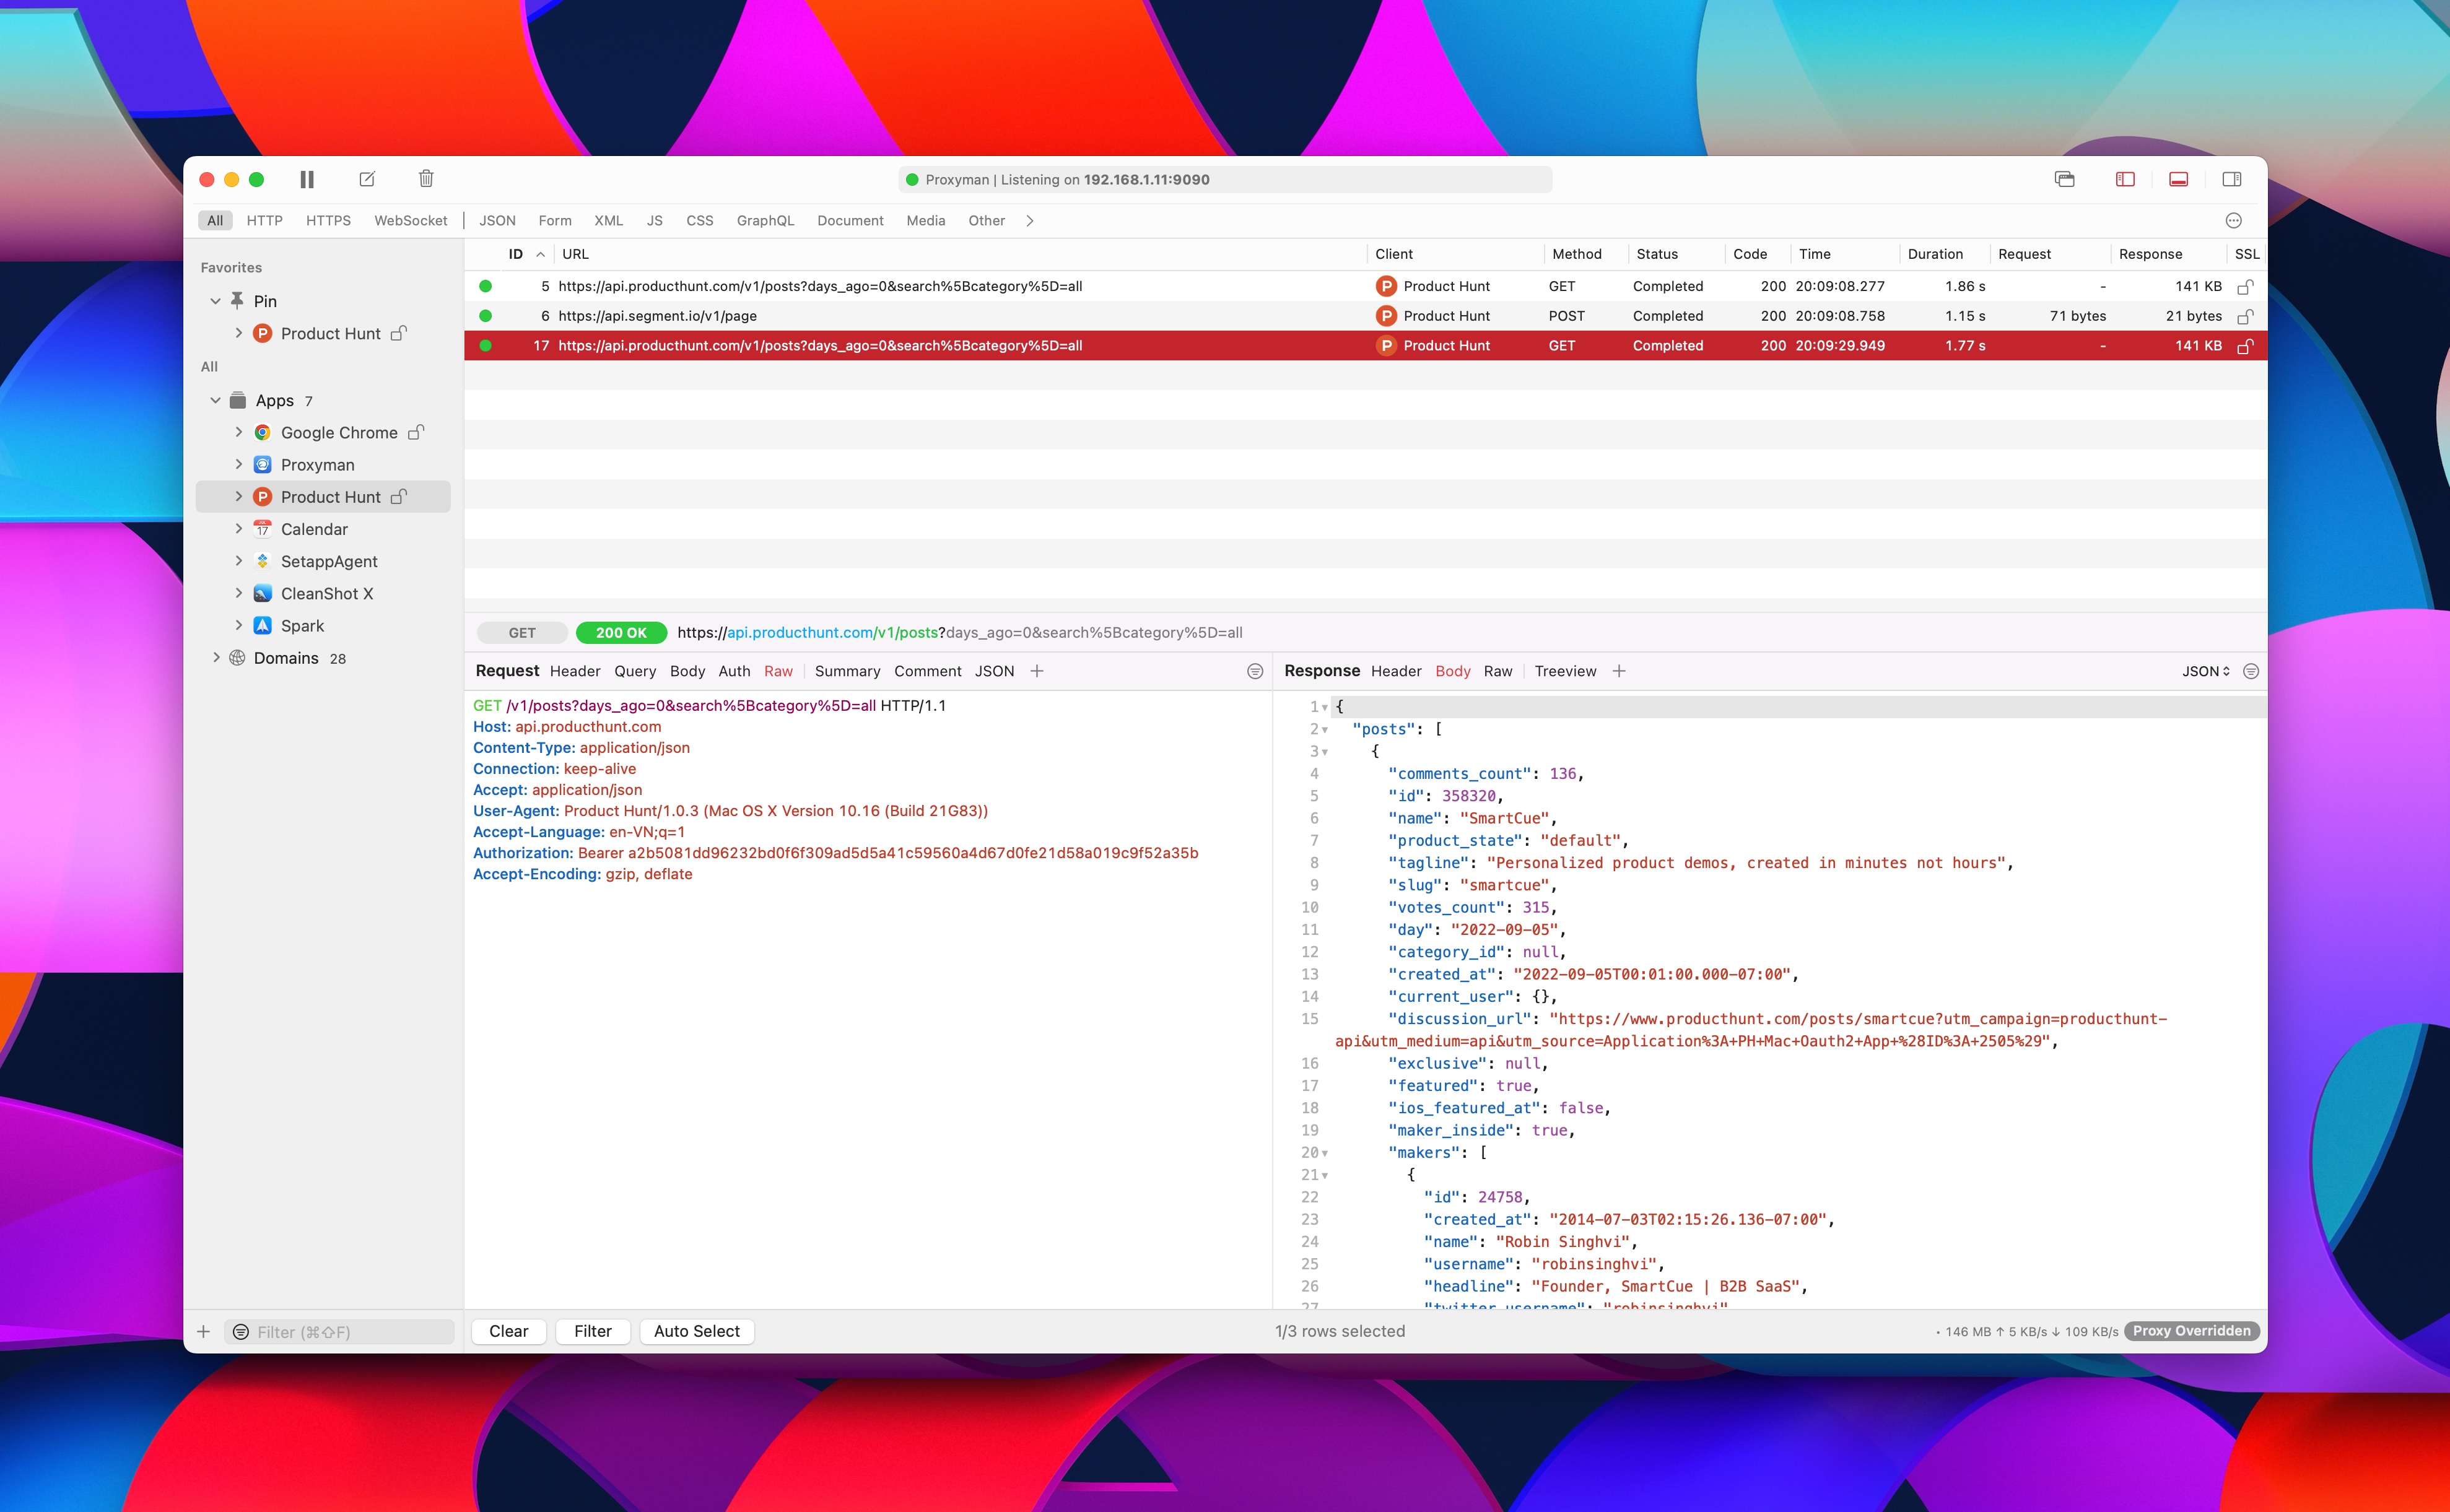 Proxyman | Listening on 192.168.1.11:9090
All HTTP HTTPS WebSocket JSON Form XML JS CSS GraphQL Document Media Other
Favorites
Pin
P Product Hunt
All
Apps 7
Google Chrome
Proxyman
P Product Hunt
17 Calendar
SetappAgent
CleanShot X
Spark
Domains 28
Filter (⌘⇧F)
ID URL Client Method Status Code Time Duration Request Response SSL
5 https://api.producthunt.com/v1/posts?days_ago=0&search%5Bcategory%5D=all P Product Hunt GET Completed 200 20:09:08.277 1.86 s - 141 KB
6 https://api.segment.io/v1/page P Product Hunt POST Completed 200 20:09:08.758 1.15 s 71 bytes 21 bytes
17 https://api.producthunt.com/v1/posts?days_ago=0&search%5Bcategory%5D=all P Product Hunt GET Completed 200 20:09:29.949 1.77 s - 141 KB
GET 200 OK https://api.producthunt.com/v1/posts?days_ago=0&search%5Bcategory%5D=all
Request Header Query Body Auth Raw Summary Comment JSON
GET /v1/posts?days_ago=0&search%5Bcategory%5D=all HTTP/1.1
Host: api.producthunt.com
Content-Type: application/json
Connection: keep-alive
Accept: application/json
User-Agent: Product Hunt/1.0.3 (Mac OS X Version 10.16 (Build 21G83))
Accept-Language: en-VN;q=1
Authorization: Bearer a2b5081dd96232bd0f6f309ad5d5a41c59560a4d67d0fe21d58a019c9f52a35b
Accept-Encoding: gzip, deflate
Response Header Body Raw Treeview JSON
1 {
2 "posts": [
3 {
4 "comments_count": 136,
5 "id": 358320,
6 "name": "SmartCue",
7 "product_state": "default",
8 "tagline": "Personalized product demos, created in minutes not hours",
9 "slug": "smartcue",
10 "votes_count": 315,
11 "day": "2022-09-05",
12 "category_id": null,
13 "created_at": "2022-09-05T00:01:00.000-07:00",
14 "current_user": {},
15 "discussion_url": "https://www.producthunt.com/posts/smartcue?utm_campaign=producthunt-
api&utm_medium=api&utm_source=Application%3A+PH+Mac+Oauth2+App+%28ID%3A+2505%29",
16 "exclusive": null,
17 "featured": true,
18 "ios_featured_at": false,
19 "maker_inside": true,
20 "makers": [
21 {
22 "id": 24758,
23 "created_at": "2014-07-03T02:15:26.136-07:00",
24 "name": "Robin Singhvi",
25 "username": "robinsinghvi",
26 "headline": "Founder, SmartCue | B2B SaaS",
27 "twitter_username": "robinsinghvi"
Clear Filter Auto Select 1/3 rows selected • 146 MB ↑ 5 KB/s ↓ 109 KB/s Proxy Overridden